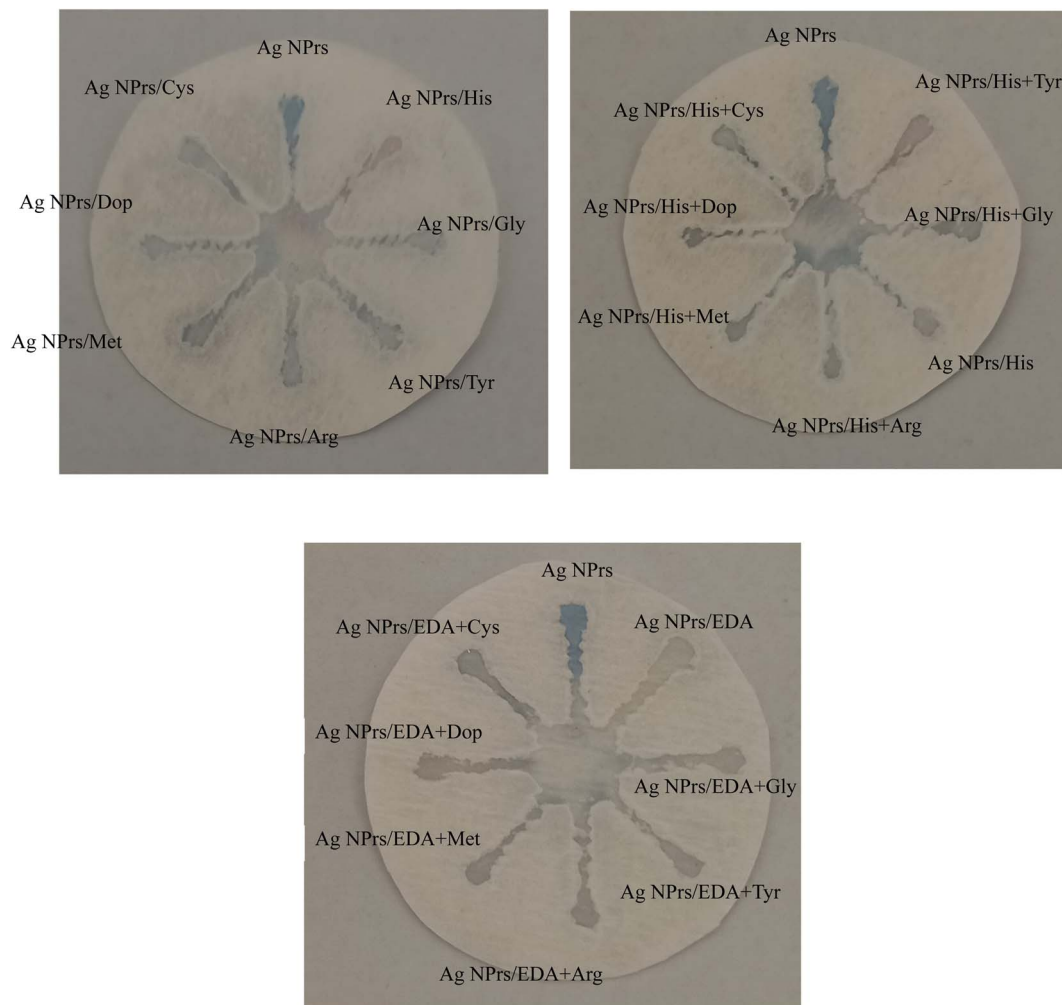 Ag NPrs
Ag NPrs/Cys
Ag NPrs/His
Ag NPrs/Dop
Ag NPrs/Gly
Ag NPrs/Met
Ag NPrs/Tyr
Ag NPrs/Arg
Ag NPrs
Ag NPrs/His+Tyr
Ag NPrs/His+Cys
Ag NPrs/His+Dop
Ag NPrs/His+Gly
Ag NPrs/His+Met
Ag NPrs/His
Ag NPrs/His+Arg
Ag NPrs
Ag NPrs/EDA+Cys
Ag NPrs/EDA
Ag NPrs/EDA+Dop
Ag NPrs/EDA+Gly
Ag NPrs/EDA+Met
Ag NPrs/EDA+Tyr
Ag NPrs/EDA+Arg